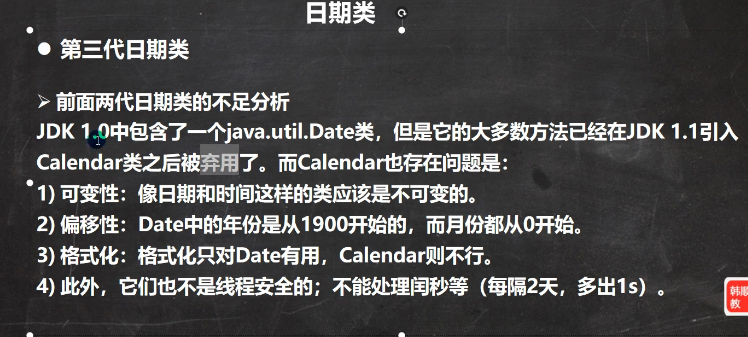 日期类
● 第三代日期类
➢ 前面两代日期类的不足分析
JDK 1.0中包含了一个java.util.Date类，但是它的大多数方法已经在JDK 1.1引入
Calendar类之后被弃用了。而Calendar也存在问题是：
1) 可变性：像日期和时间这样的类应该是不可变的。
2) 偏移性：Date中的年份是从1900开始的，而月份都从0开始。
3) 格式化：格式化只对Date有用，Calendar则不行。
4) 此外，它们也不是线程安全的；不能处理闰秒等（每隔2天，多出1s）。
韩顺
教